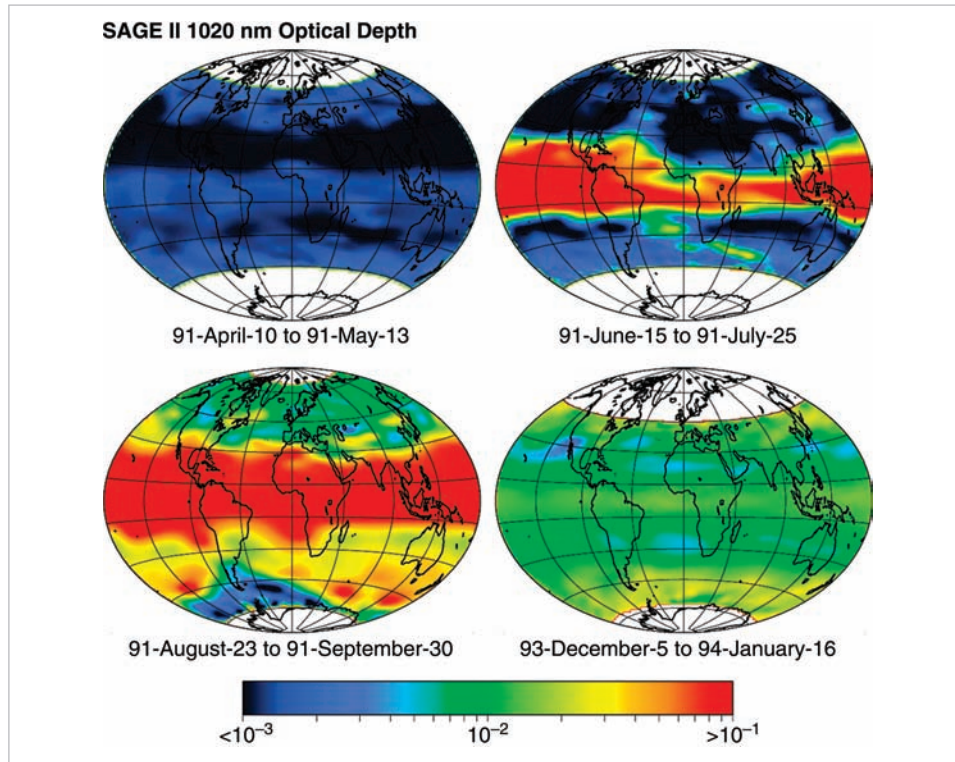 SAGE II 1020 nm Optical Depth
91-April-10 to 91-May-13
91-June-15 to 91-July-25
91-August-23 to 91-September-30
93-December-5 to 94-January-16
<10⁻³
10⁻²
>10⁻¹